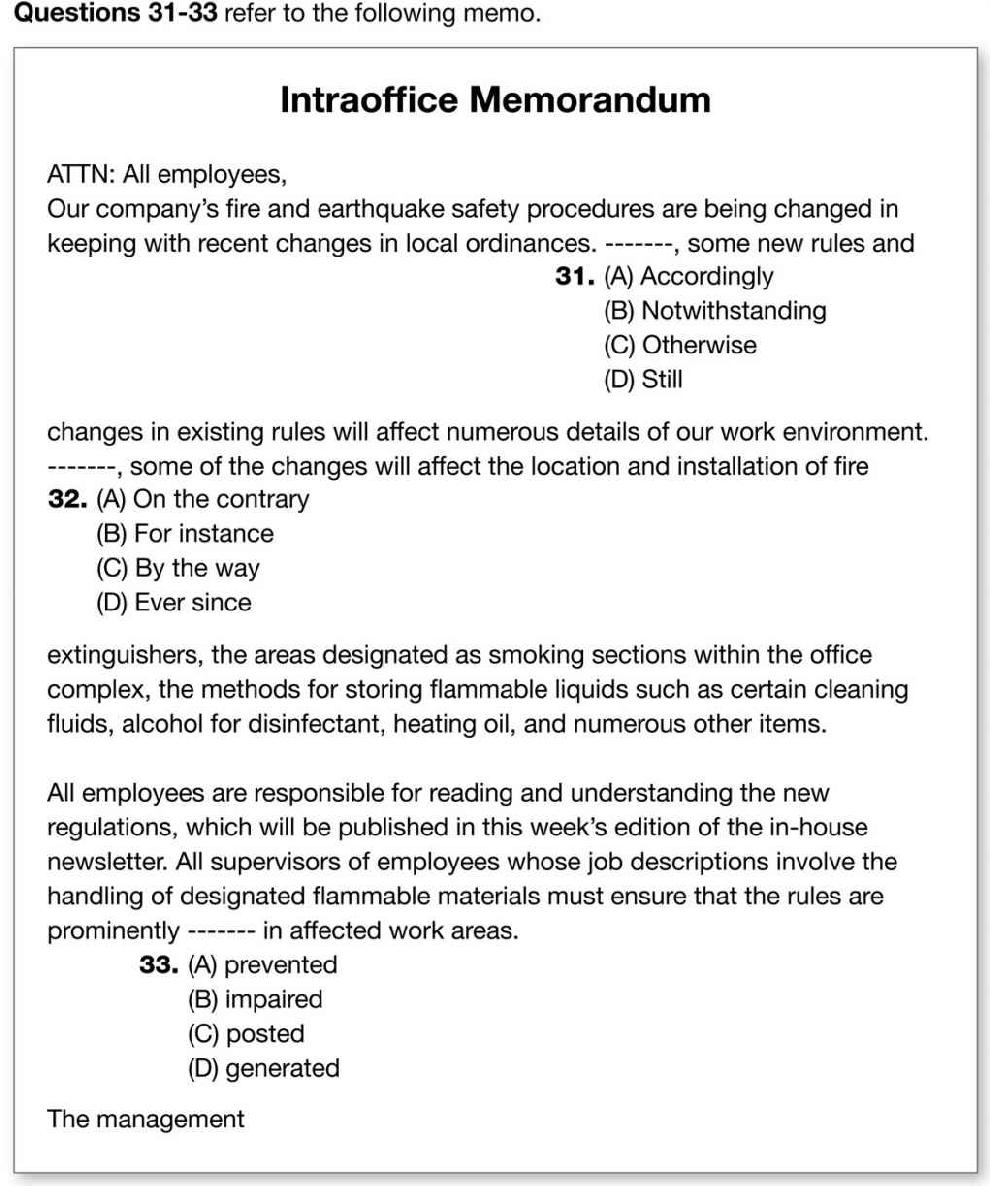 Questions 31-33 refer to the following memo.
Intraoffice Memorandum
ATTN: All employees,
Our company's fire and earthquake safety procedures are being changed in
keeping with recent changes in local ordinances. -------, some new rules and
31. (A) Accordingly
(B) Notwithstanding
(C) Otherwise
(D) Still
changes in existing rules will affect numerous details of our work environment.
-------, some of the changes will affect the location and installation of fire
32. (A) On the contrary
(B) For instance
(C) By the way
(D) Ever since
extinguishers, the areas designated as smoking sections within the office
complex, the methods for storing flammable liquids such as certain cleaning
fluids, alcohol for disinfectant, heating oil, and numerous other items.
All employees are responsible for reading and understanding the new
regulations, which will be published in this week's edition of the in-house
newsletter. All supervisors of employees whose job descriptions involve the
handling of designated flammable materials must ensure that the rules are
prominently ------- in affected work areas.
33. (A) prevented
(B) impaired
(C) posted
(D) generated
The management